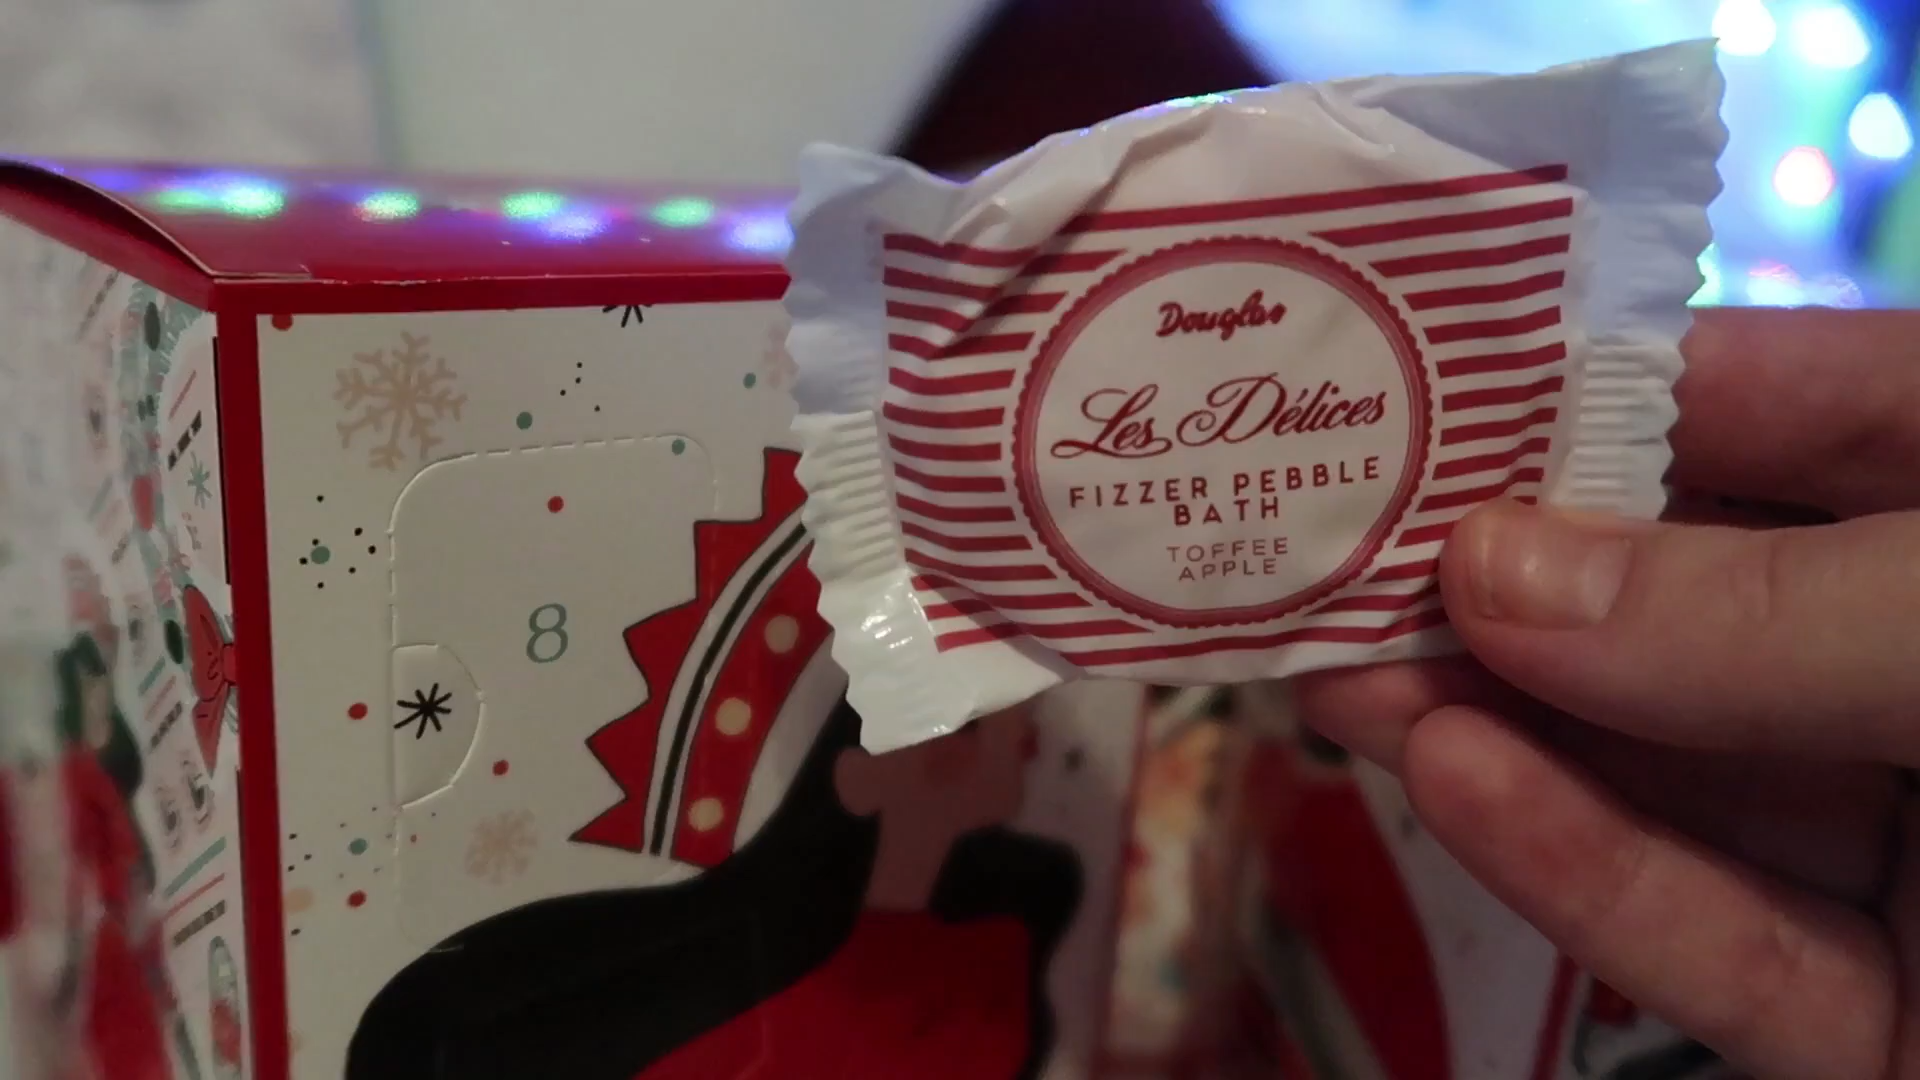 8
Douglas
Les Délices
FIZZER PEBBLE
BATH
TOFFEE
APPLE